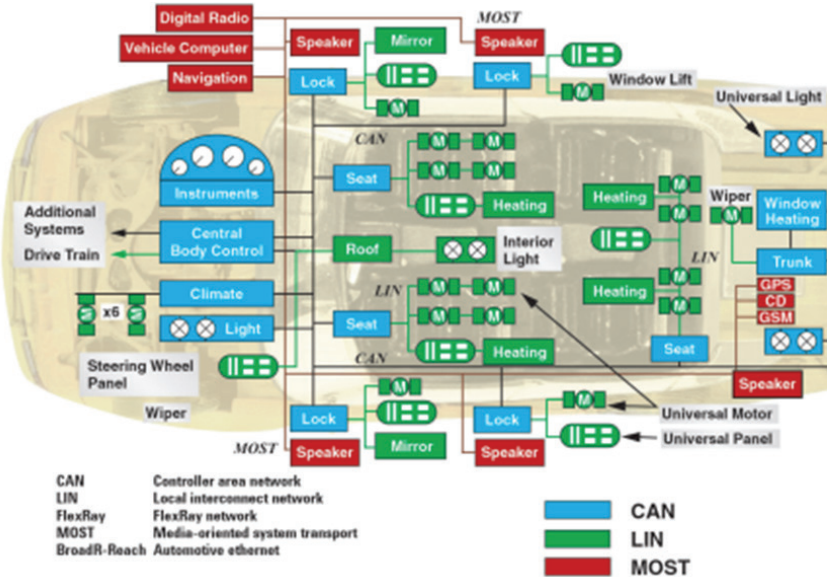 Digital Radio
MOST
Vehicle Computer
Speaker
Mirror
Speaker
Navigation
Lock
Lock
M
M
Window Lift
Universal Light
CAN
M M
Seat
M M
Instruments
Heating
Heating
M
M
Wiper
M
Window
Heating
Additional
Systems
Drive Train
Central
Body Control
Roof
Interior
Light
LIN
Trunk
Climate
LIN
M M
Heating
M
M
GPS
CD
GSM
M x6 M
Light
Seat
M M
Steering Wheel
Panel
CAN
Heating
Seat
Speaker
Wiper
Lock
M
Lock
M
Universal Motor
MOST
Speaker
Mirror
Speaker
Universal Panel
CAN Controller area network
LIN Local interconnect network
FlexRay FlexRay network
MOST Media-oriented system transport
BroadR-Reach Automotive ethernet
CAN
LIN
MOST